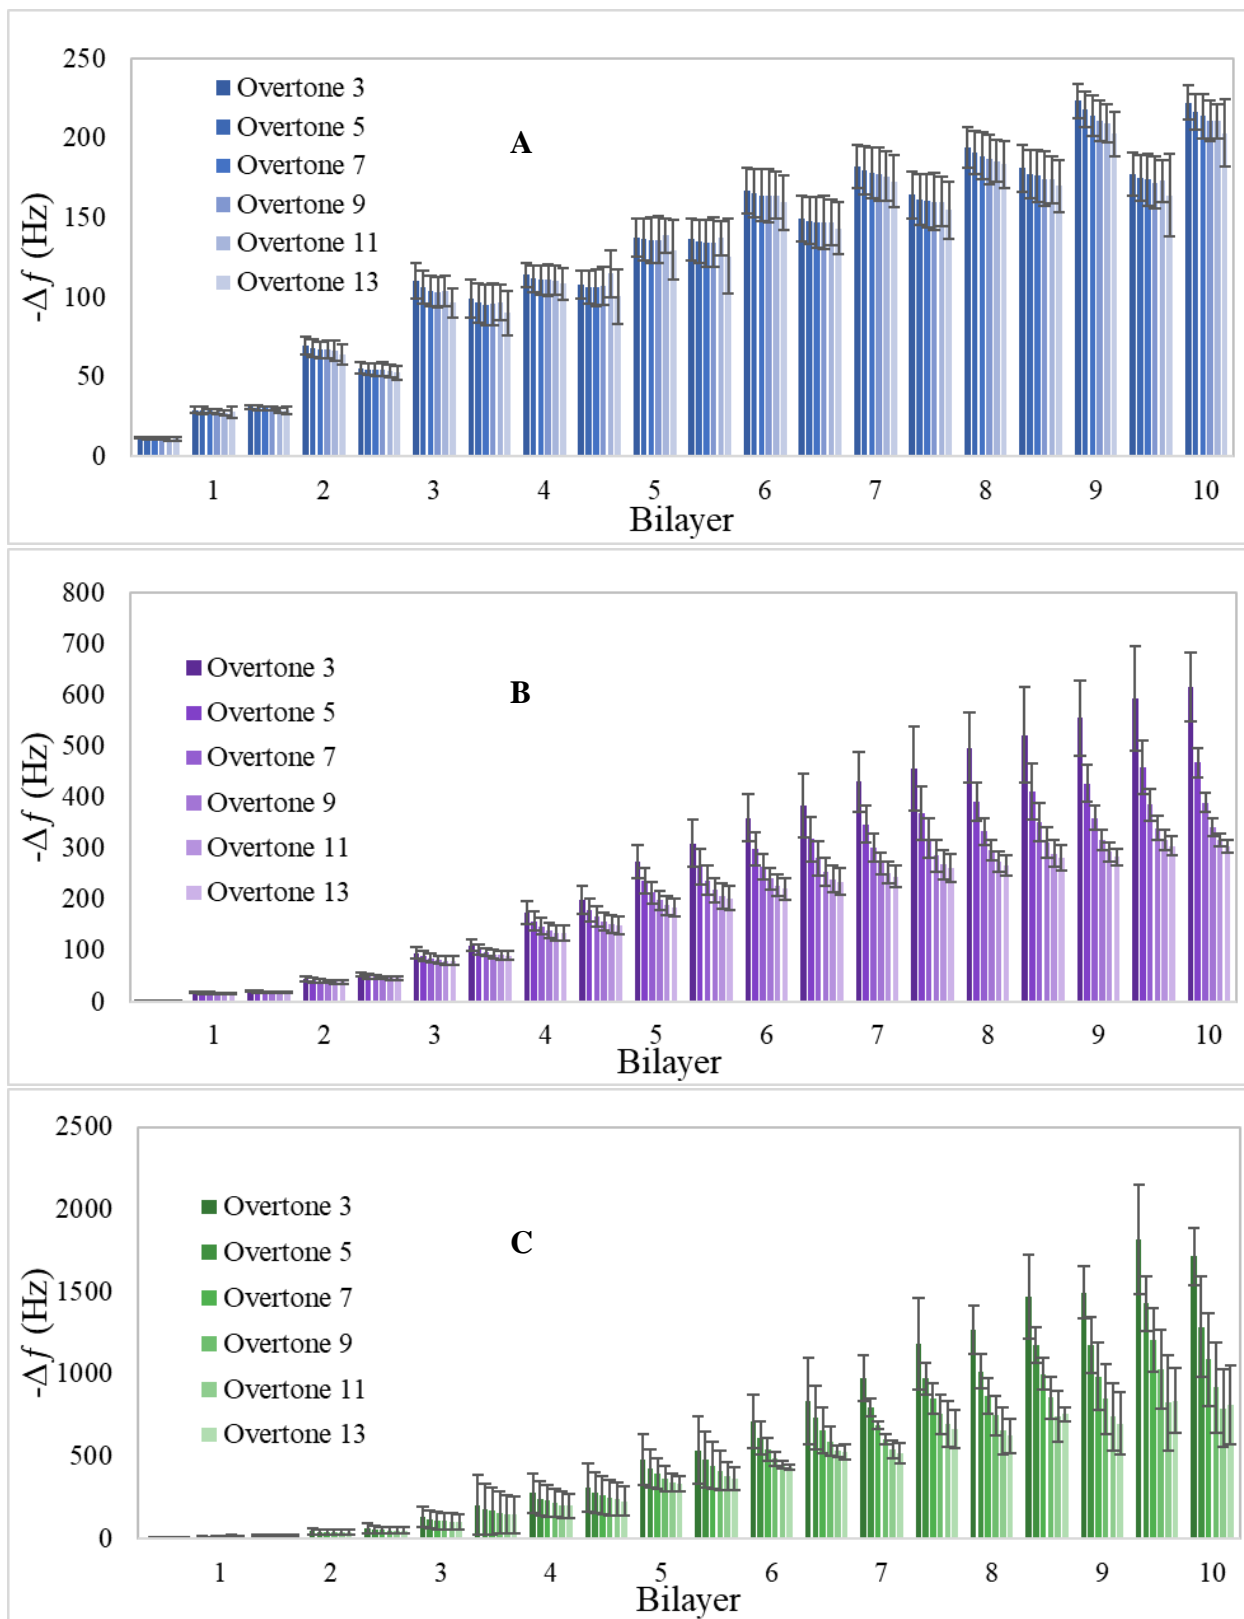 250
200
150
100
50
0
-Δf (Hz)
Overtone 3
Overtone 5
Overtone 7
Overtone 9
Overtone 11
Overtone 13
A
1 2 3 4 5 6 7 8 9 10
Bilayer
800
700
600
500
400
300
200
100
0
-Δf (Hz)
Overtone 3
Overtone 5
Overtone 7
Overtone 9
Overtone 11
Overtone 13
B
1 2 3 4 5 6 7 8 9 10
Bilayer
2500
2000
1500
1000
500
0
-Δf (Hz)
Overtone 3
Overtone 5
Overtone 7
Overtone 9
Overtone 11
Overtone 13
C
1 2 3 4 5 6 7 8 9 10
Bilayer